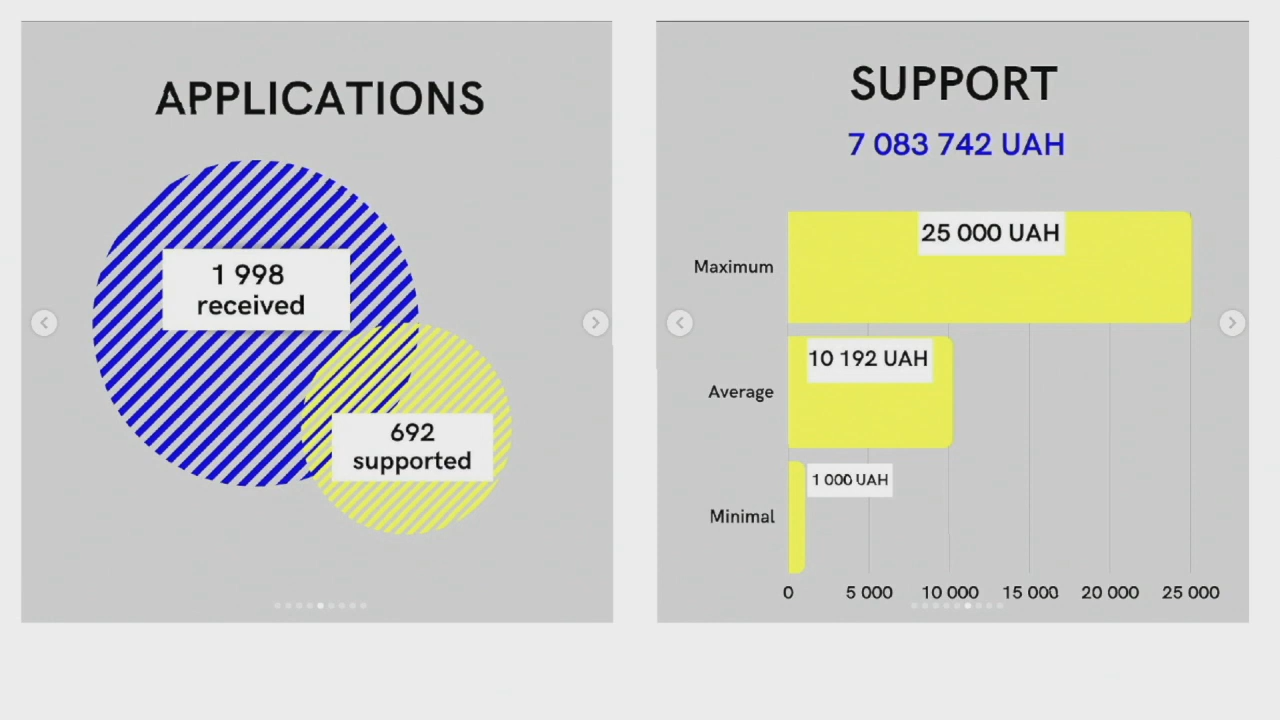 APPLICATIONS
1 998
received
692
supported
SUPPORT
7 083 742 UAH
Maximum
25 000 UAH
Average
10 192 UAH
Minimal
1 000 UAH
0 5 000 10 000 15 000 20 000 25 000